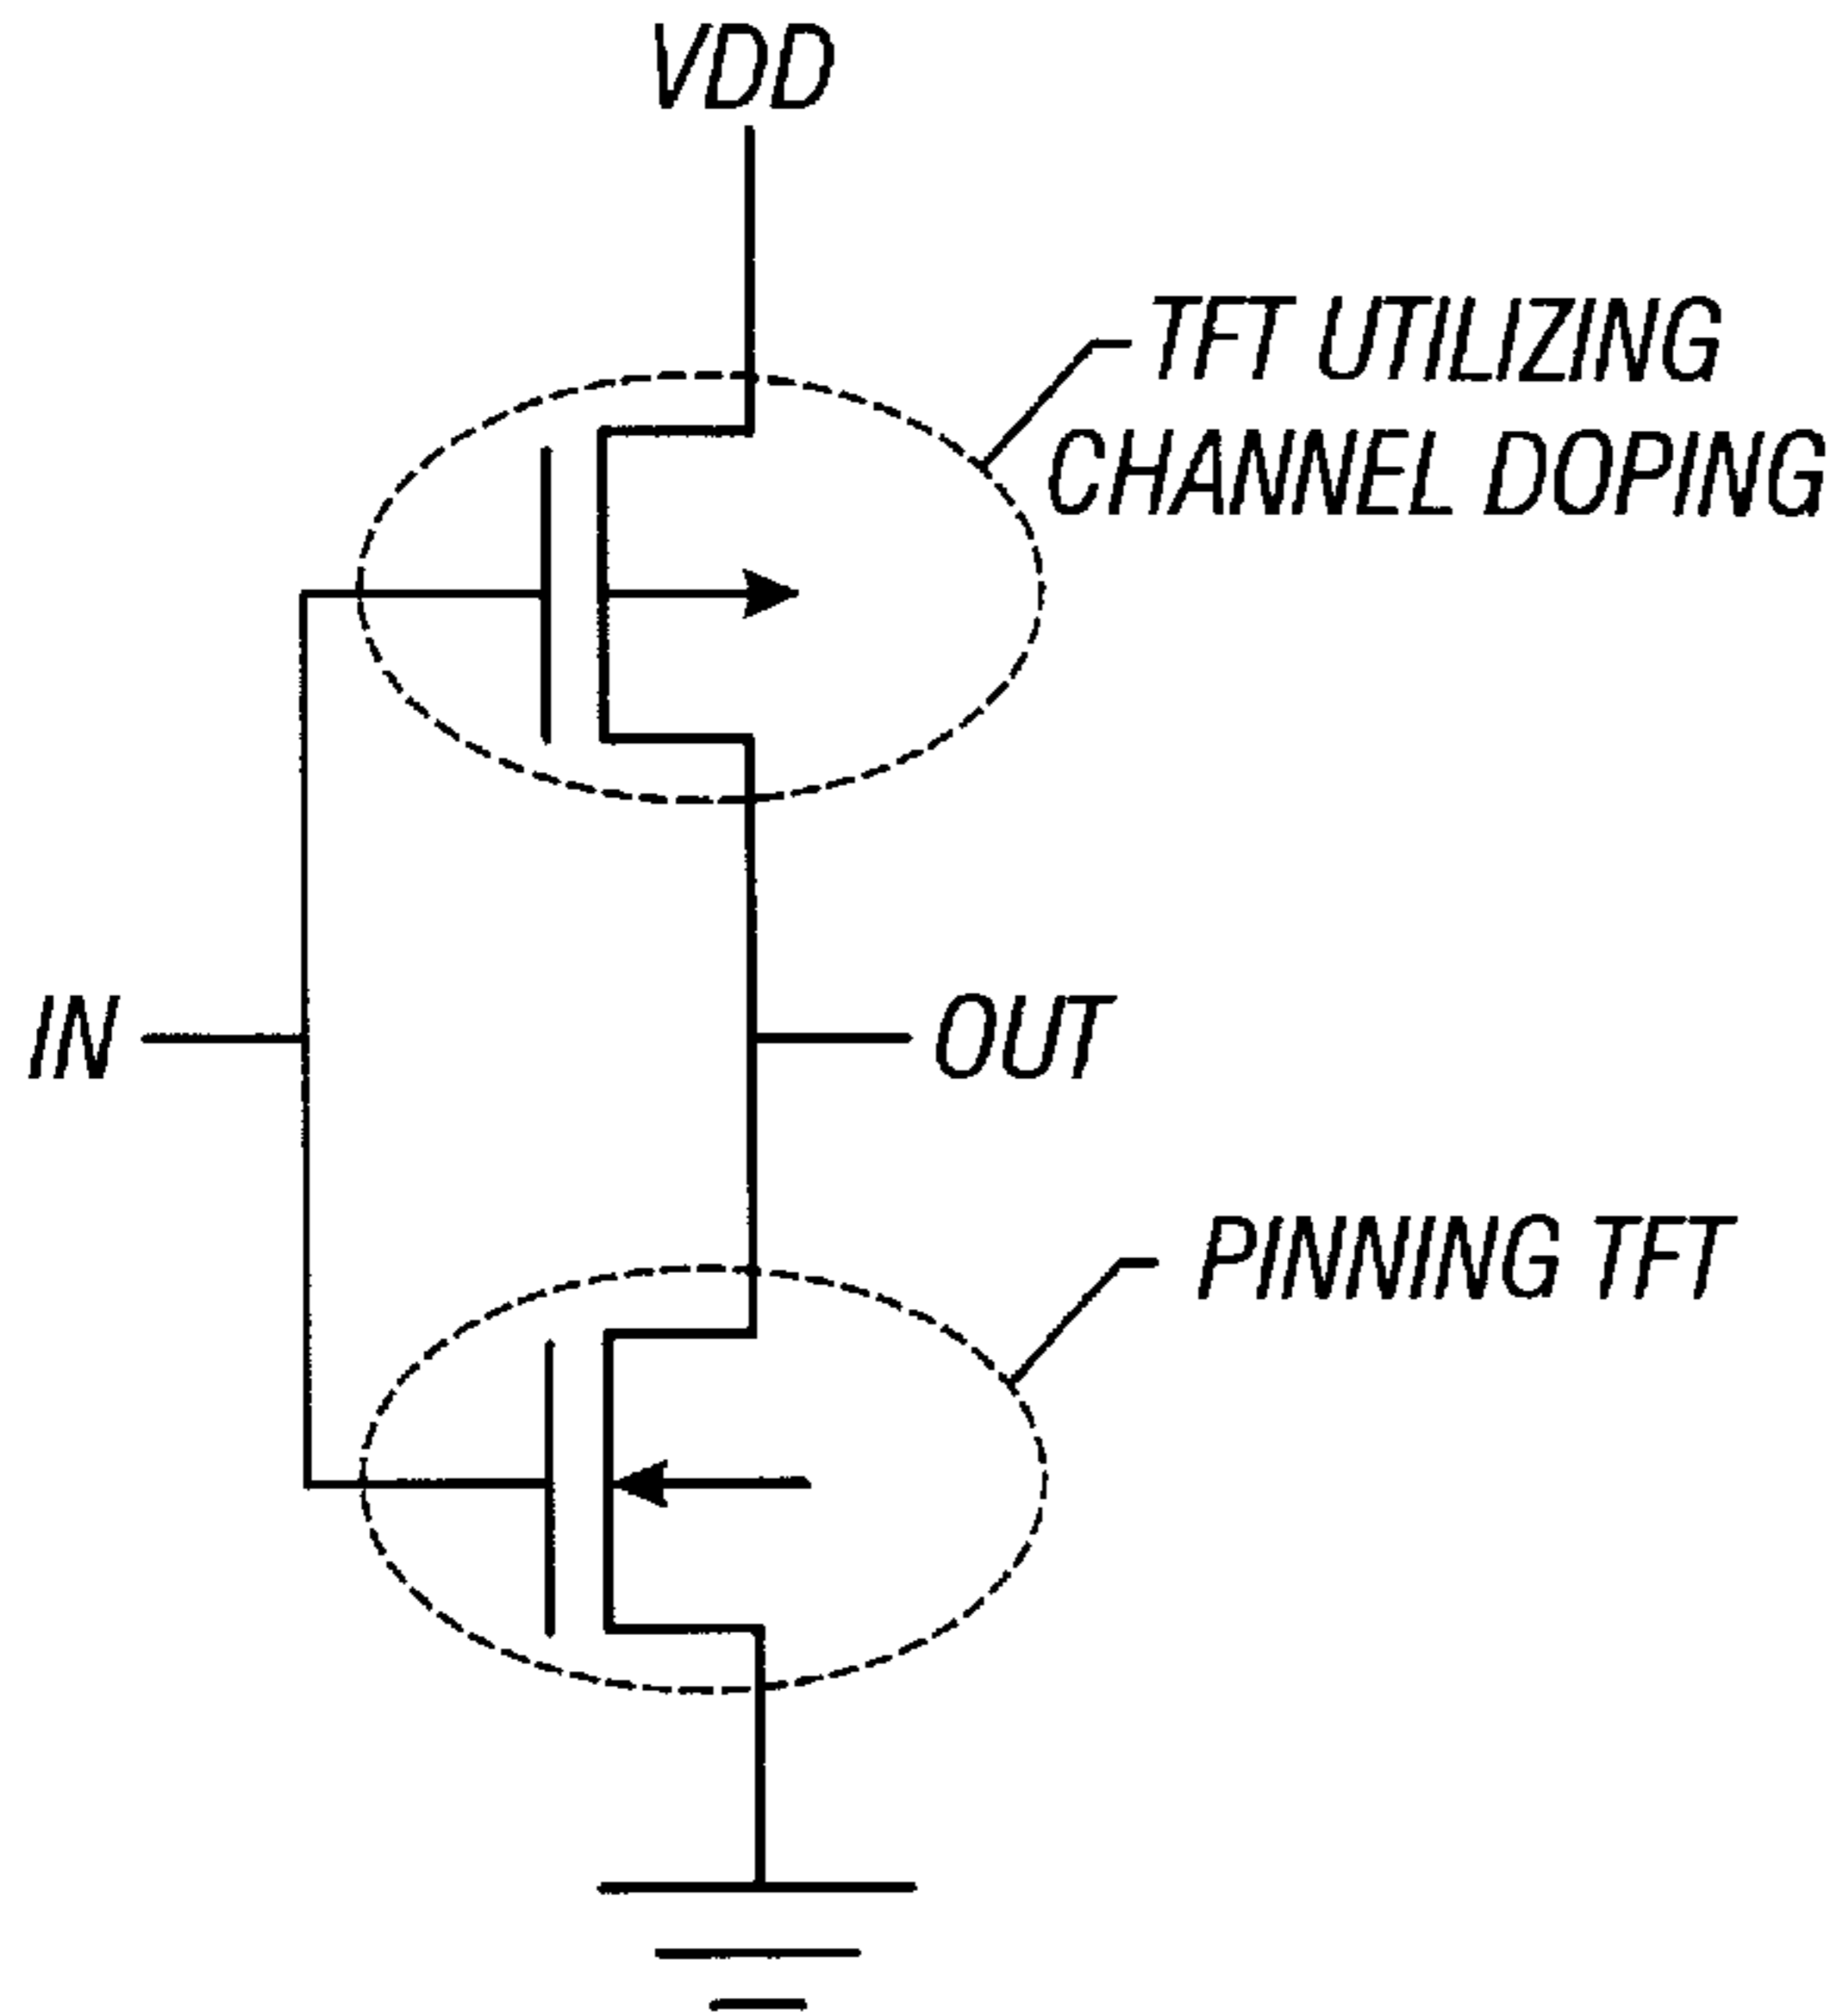 VDD
TFT UTILIZING
CHANNEL DOPING
IN
OUT
PINNING TFT